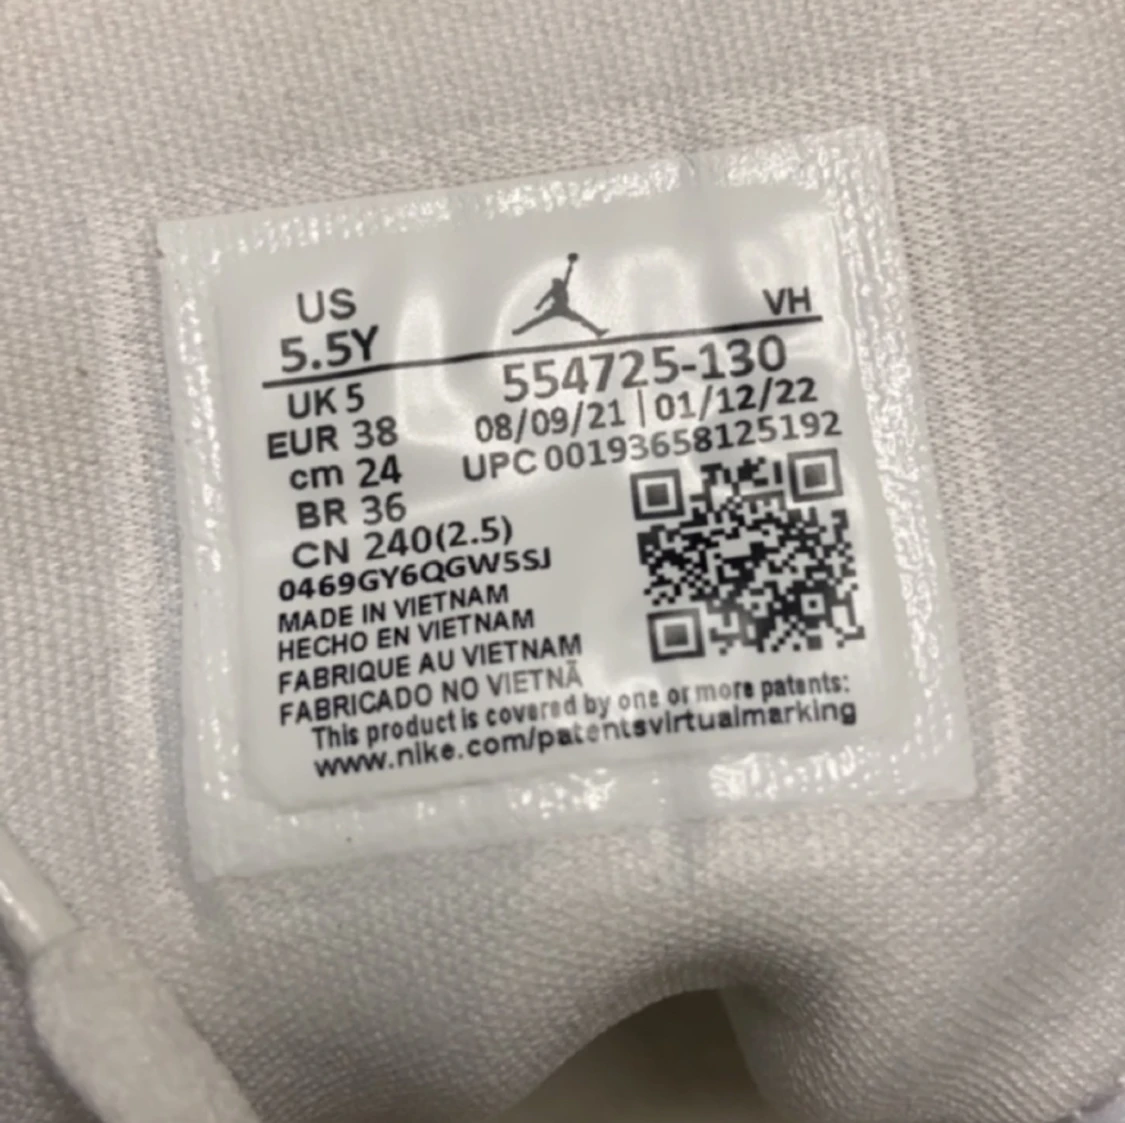 US
5.5Y
VH
UK 5
EUR 38
cm 24
BR 36
CN 240(2.5)
554725-130
08/09/21 | 01/12/22
UPC 00193658125192
0469GY6QGW5SJ
MADE IN VIETNAM
HECHO EN VIETNAM
FABRIQUE AU VIETNAM
FABRICADO NO VIETNÃ
This product is covered by one or more patents:
www.nike.com/patentsvirtualmarking